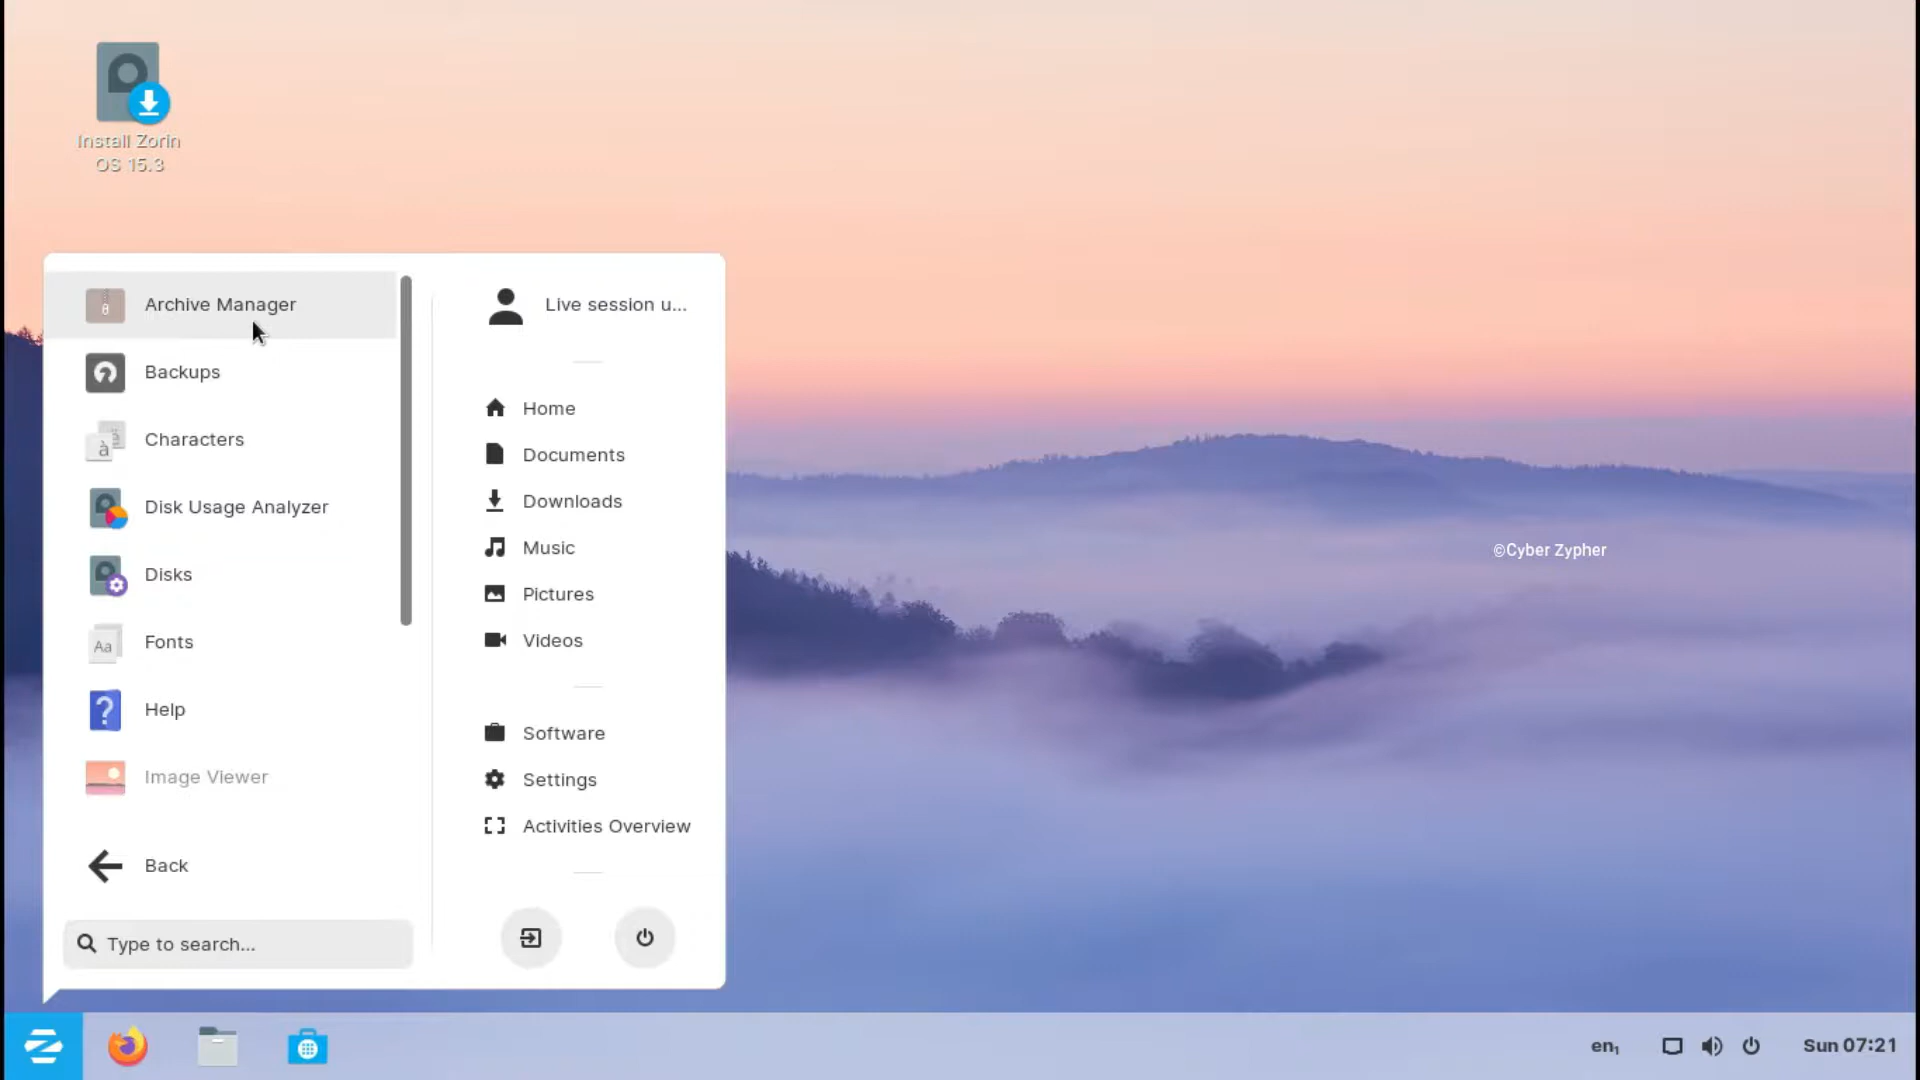 Install Zorin
OS 15.3
Archive Manager
Backups
Characters
Disk Usage Analyzer
Disks
Fonts
Help
Image Viewer
Back
Type to search...
Live session u...
Home
Documents
Downloads
Music
Pictures
Videos
Software
Settings
Activities Overview
©Cyber Zypher
en₁
Sun 07:21